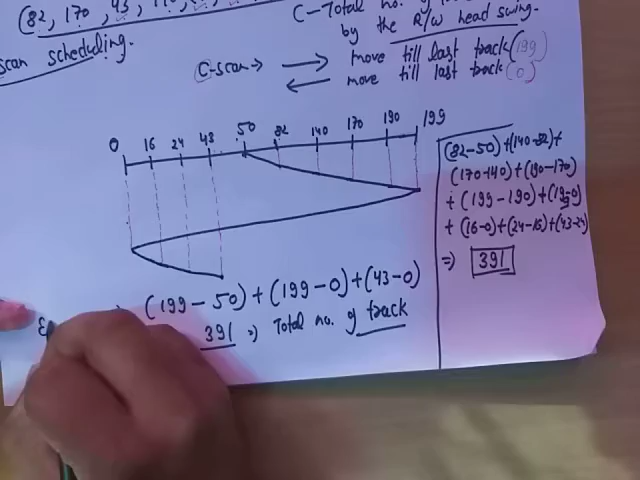 (82, 170, 43,
C-Total no.
by the R/W head swing.
scan scheduling.
C-scan→ → move till last track (199)
← move till last track (0)
0 16 24 43 50 82 140 170 190 199
(82-50)+(140-82)+
(170-140)+(190-170)
+(199-190)+(199-0)
+(16-0)+(24-16)+(43-24)
=) 391
(199-50)+(199-0)+(43-0)
391 =) Total no. of track